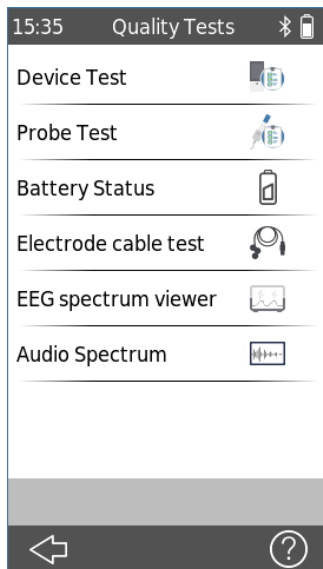 15:35 Quality Tests
Device Test
Probe Test
Battery Status
Electrode cable test
EEG spectrum viewer
Audio Spectrum
?